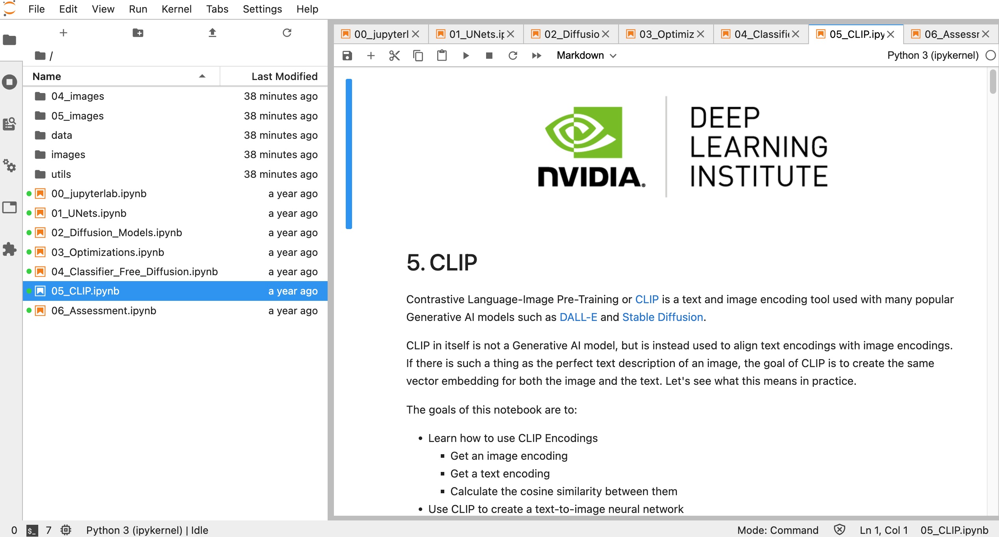 File Edit View Run Kernel Tabs Settings Help
/
Name Last Modified
04_images 38 minutes ago
05_images 38 minutes ago
data 38 minutes ago
images 38 minutes ago
utils 38 minutes ago
00_jupyterlab.ipynb a year ago
01_UNets.ipynb a year ago
02_Diffusion_Models.ipynb a year ago
03_Optimizations.ipynb a year ago
04_Classifier_Free_Diffusion.ipynb a year ago
05_CLIP.ipynb a year ago
06_Assessment.ipynb a year ago
00_jupyterl 01_UNets.ip 02_Diffusio 03_Optimiz 04_Classifie 05_CLIP.ipy 06_Assessr
Markdown Python 3 (ipykernel)
NVIDIA®
DEEP
LEARNING
INSTITUTE
5. CLIP
Contrastive Language-Image Pre-Training or CLIP is a text and image encoding tool used with many popular
Generative AI models such as DALL-E and Stable Diffusion.
CLIP in itself is not a Generative AI model, but is instead used to align text encodings with image encodings.
If there is such a thing as the perfect text description of an image, the goal of CLIP is to create the same
vector embedding for both the image and the text. Let's see what this means in practice.
The goals of this notebook are to:
• Learn how to use CLIP Encodings
▪ Get an image encoding
▪ Get a text encoding
▪ Calculate the cosine similarity between them
• Use CLIP to create a text-to-image neural network
0 $_ 7 Python 3 (ipykernel) | Idle Mode: Command Ln 1, Col 1 05_CLIP.ipynb